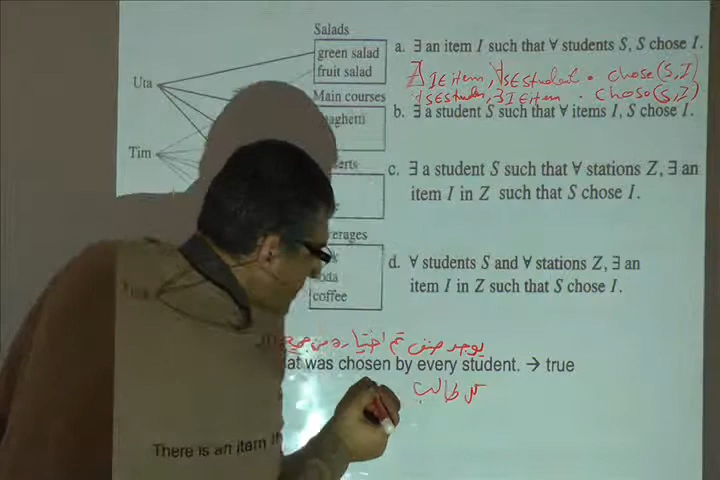 Salads
green salad
fruit salad
Uta
Main courses
Tim
coffee
a. ∃ an item I such that ∀ students S, S chose I.
∃ I ∈ item, ∀ S ∈ student • chose(S, I)
∀ S ∈ student, ∃ I ∈ item • chose(S, I)
b. ∃ a student S such that ∀ items I, S chose I.
c. ∃ a student S such that ∀ stations Z, ∃ an
item I in Z such that S chose I.
d. ∀ students S and ∀ stations Z, ∃ an
item I in Z such that S chose I.
يوجد صنف تم اختياره من جميع
There is an item that was chosen by every student. → true
كل طالب